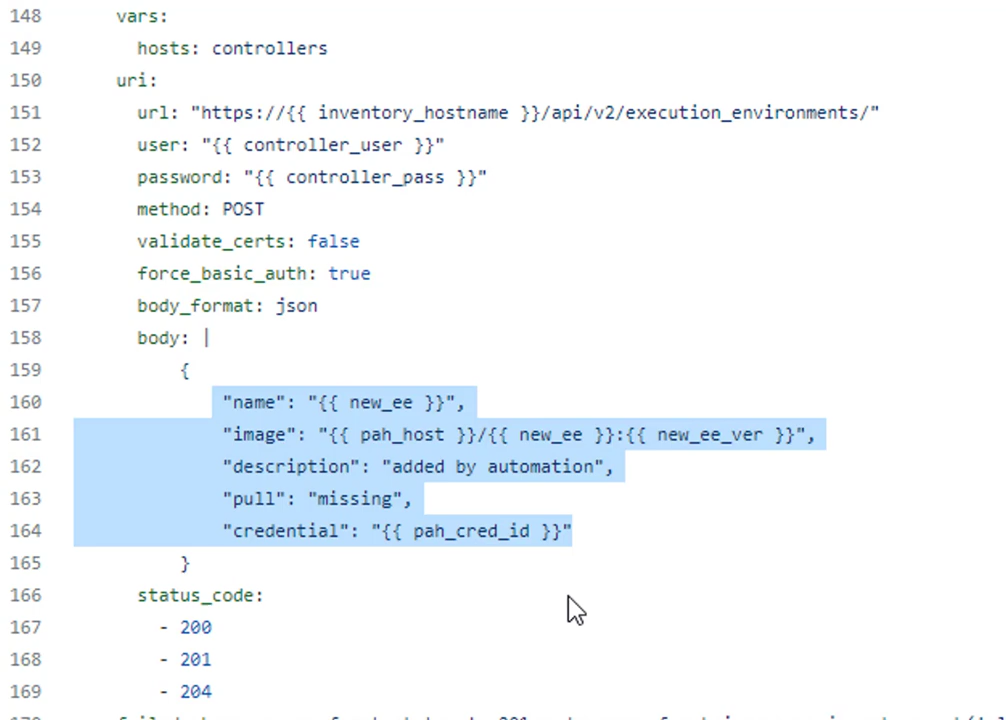 148 vars:
149 hosts: controllers
150 uri:
151 url: "https://{{ inventory_hostname }}/api/v2/execution_environments/"
152 user: "{{ controller_user }}"
153 password: "{{ controller_pass }}"
154 method: POST
155 validate_certs: false
156 force_basic_auth: true
157 body_format: json
158 body: |
159 {
160 "name": "{{ new_ee }}",
161 "image": "{{ pah_host }}/{{ new_ee }}:{{ new_ee_ver }}",
162 "description": "added by automation",
163 "pull": "missing",
164 "credential": "{{ pah_cred_id }}"
165 }
166 status_code:
167 - 200
168 - 201
169 - 204